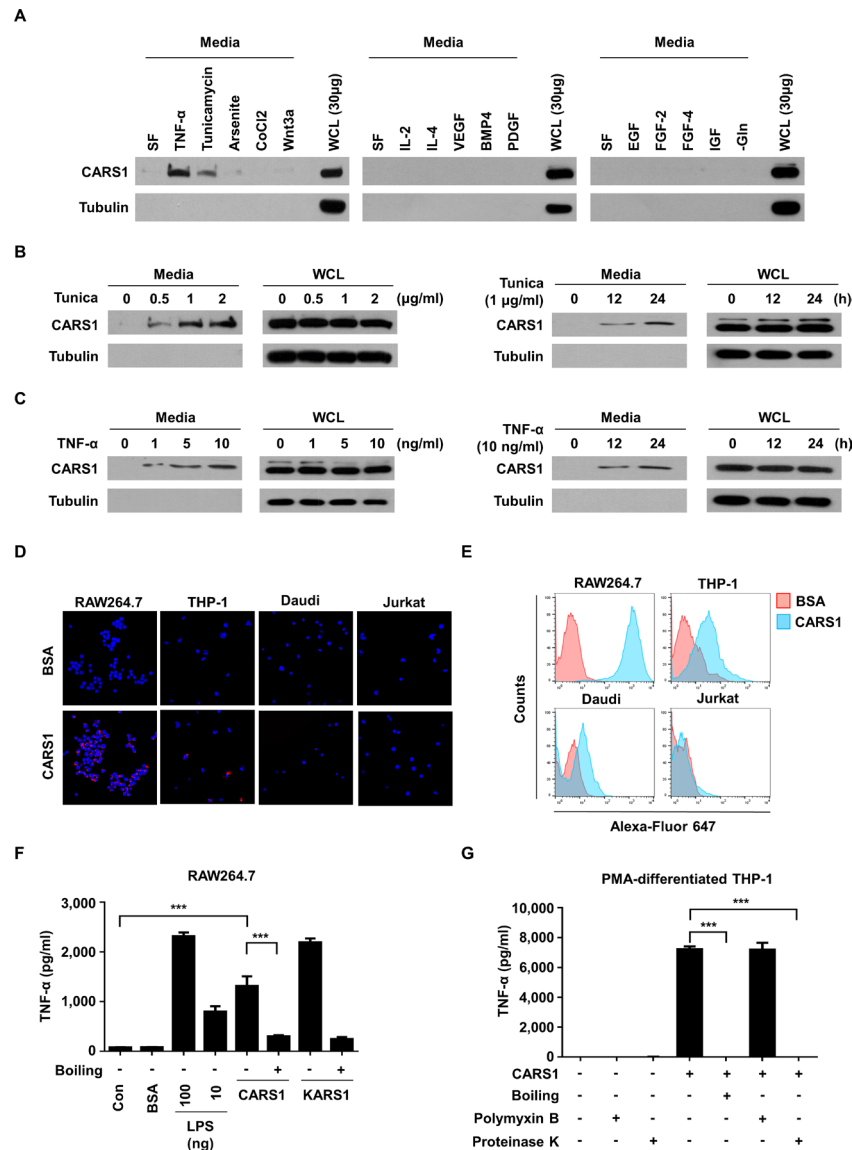 A
Media Media Media
SF TNF-α Tunicamycin Arsenite CoCl2 Wnt3a WCL (30µg) SF IL-2 IL-4 VEGF BMP4 PDGF WCL (30µg) SF EGF FGF-2 FGF-4 IGF -Gln WCL (30µg)
CARS1
Tubulin
B
Media WCL
Tunica 0 0.5 1 2 0 0.5 1 2 (µg/ml)
CARS1
Tubulin
Tunica Media WCL
(1 µg/ml) 0 12 24 0 12 24 (h)
CARS1
Tubulin
C
Media WCL
TNF-α 0 1 5 10 0 1 5 10 (ng/ml)
CARS1
Tubulin
TNF-α Media WCL
(10 ng/ml) 0 12 24 0 12 24 (h)
CARS1
Tubulin
D
RAW264.7 THP-1 Daudi Jurkat
BSA
CARS1
E
RAW264.7 THP-1
BSA
CARS1
Daudi Jurkat
Counts
Alexa-Fluor 647
F
RAW264.7
TNF-α (pg/ml)
3,000
2,000
1,000
0
*** ***
Boiling - - - - - + - +
Con BSA 100 10 CARS1 KARS1
LPS
(ng)
G
PMA-differentiated THP-1
TNF-α (pg/ml)
10,000
8,000
6,000
4,000
2,000
0
***
***
CARS1 - - - + + + +
Boiling - - - - + - -
Polymyxin B - + - - - + -
Proteinase K - - + - - - +